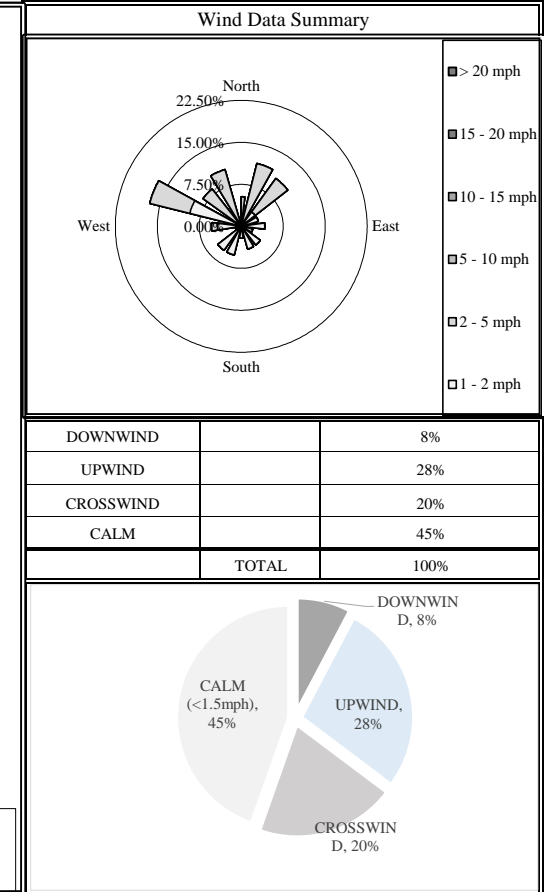 Wind Data Summary
North
22.50%
15.00%
7.50%
0.00%
West
East
South
> 20 mph
15 - 20 mph
10 - 15 mph
5 - 10 mph
2 - 5 mph
1 - 2 mph
DOWNWIND 8%
UPWIND 28%
CROSSWIND 20%
CALM 45%
TOTAL 100%
DOWNWIN
D, 8%
CALM
(<1.5mph),
45%
UPWIND,
28%
CROSSWIN
D, 20%